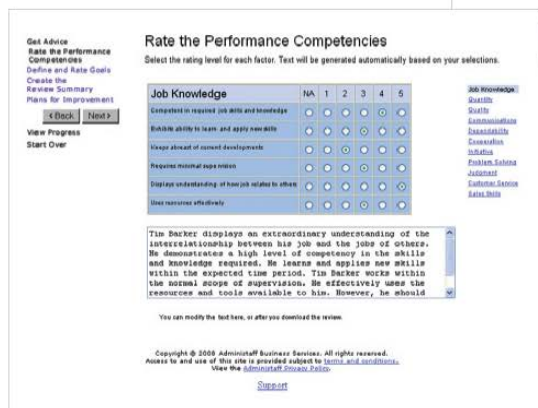 Get Advice
Rate the Performance
Competencies
Define and Rate Goals
Create the
Review Summary
Plans for Improvement
<Back
Next>
View Progress
Start Over
Rate the Performance Competencies
Select the rating level for each factor. Text will be generated automatically based on your selections.
Job Knowledge NA 1 2 3 4 5
Competent in required job skills and knowledge
Exhibits ability to learn and apply new skills
Keeps abreast of current developments
Requires minimal supervision
Displays understanding of how job relates to others
Uses resources effectively
Tim Barker displays an extraordinary understanding of the
interrelationship between his job and the jobs of others.
He demonstrates a high level of competency in the skills
and knowledge required. He learns and applies new skills
within the expected time period. Tim Barker works within
the normal scope of supervision. He effectively uses the
resources and tools available to him. However, he should
You can modify the text here, or after you download the review.
Job Knowledge
Quantity
Quality
Communications
Dependability
Cooperation
Initiative
Problem Solving
Judgment
Customer Service
Sales Skills
Copyright © 2008 Administaff Business Services. All rights reserved.
Access to and use of this site is provided subject to terms and conditions.
View the Administaff Privacy Policy.
Support